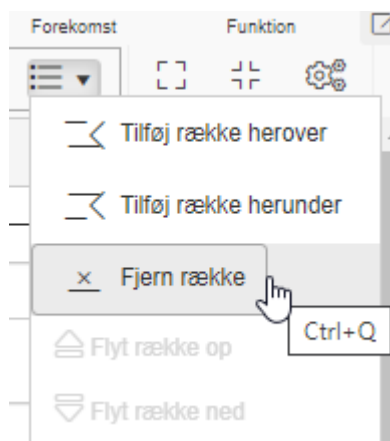 Forekomst Funktion
Tilføj række herover
Tilføj række herunder
Fjern række
Ctrl+Q
Flyt række op
Flyt række ned